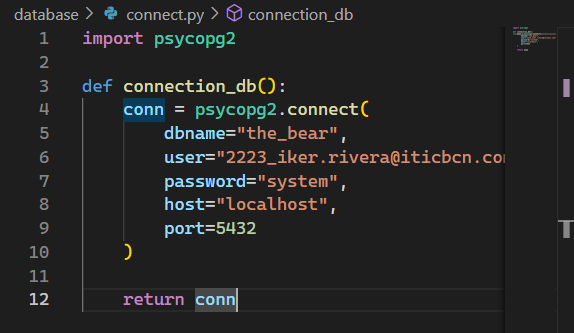 database > connect.py > connection_db
1 import psycopg2
2
3 def connection_db():
4     conn = psycopg2.connect(
5         dbname="the_bear",
6         user="2223_iker.rivera@iticbcn.co
7         password="system",
8         host="localhost",
9         port=5432
10     )
11
12     return conn